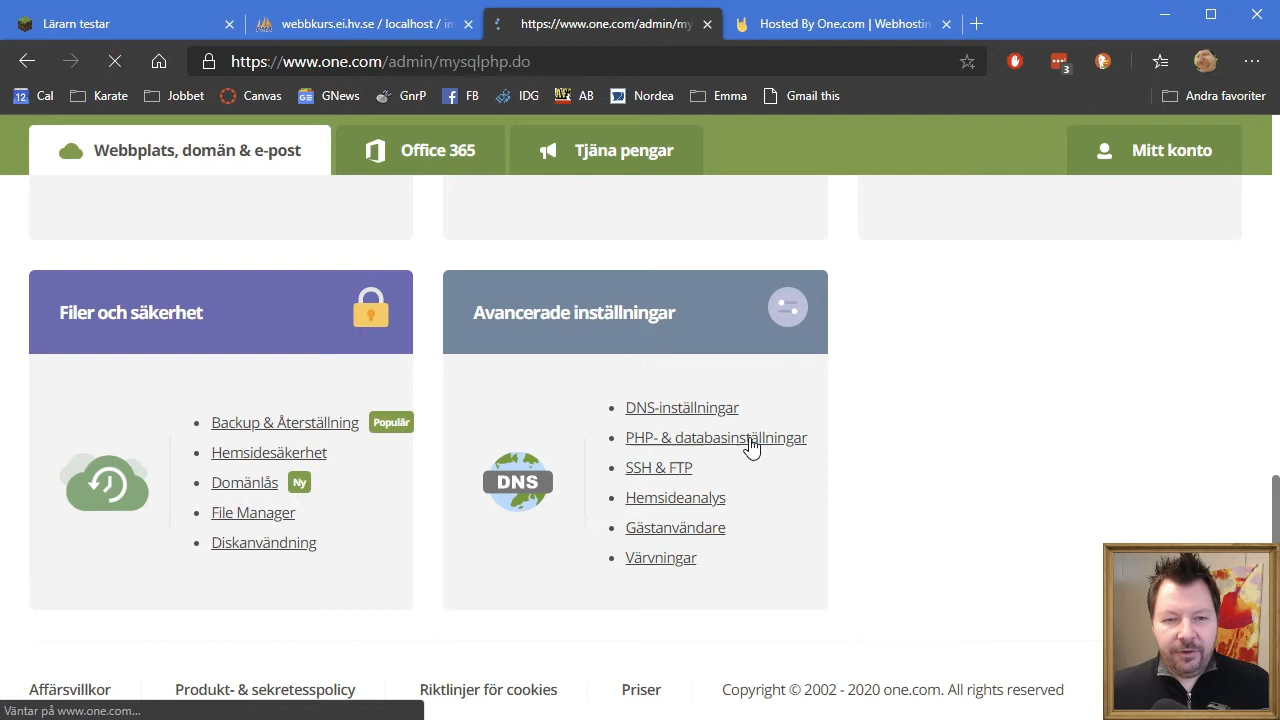 Lärarn testar
webbkurs.ei.hv.se / localhost / in
https://www.one.com/admin/my
Hosted By One.com | Webhostin
https://www.one.com/admin/mysqlphp.do
3
12 Cal
Karate
Jobbet
Canvas
GNews
GnrP
FB
IDG
AB
Nordea
Emma
Gmail this
Andra favoriter
Webbplats, domän & e-post
Office 365
Tjäna pengar
Mitt konto
Filer och säkerhet
Backup & Återställning Populär
Hemsidesäkerhet
Domänlås Ny
File Manager
Diskanvändning
Avancerade inställningar
DNS
DNS-inställningar
PHP- & databasinställningar
SSH & FTP
Hemsideanalys
Gästanvändare
Värvningar
Affärsvillkor
Produkt- & sekretesspolicy
Riktlinjer för cookies
Priser
Copyright © 2002 - 2020 one.com. All rights reserved
Väntar på www.one.com...